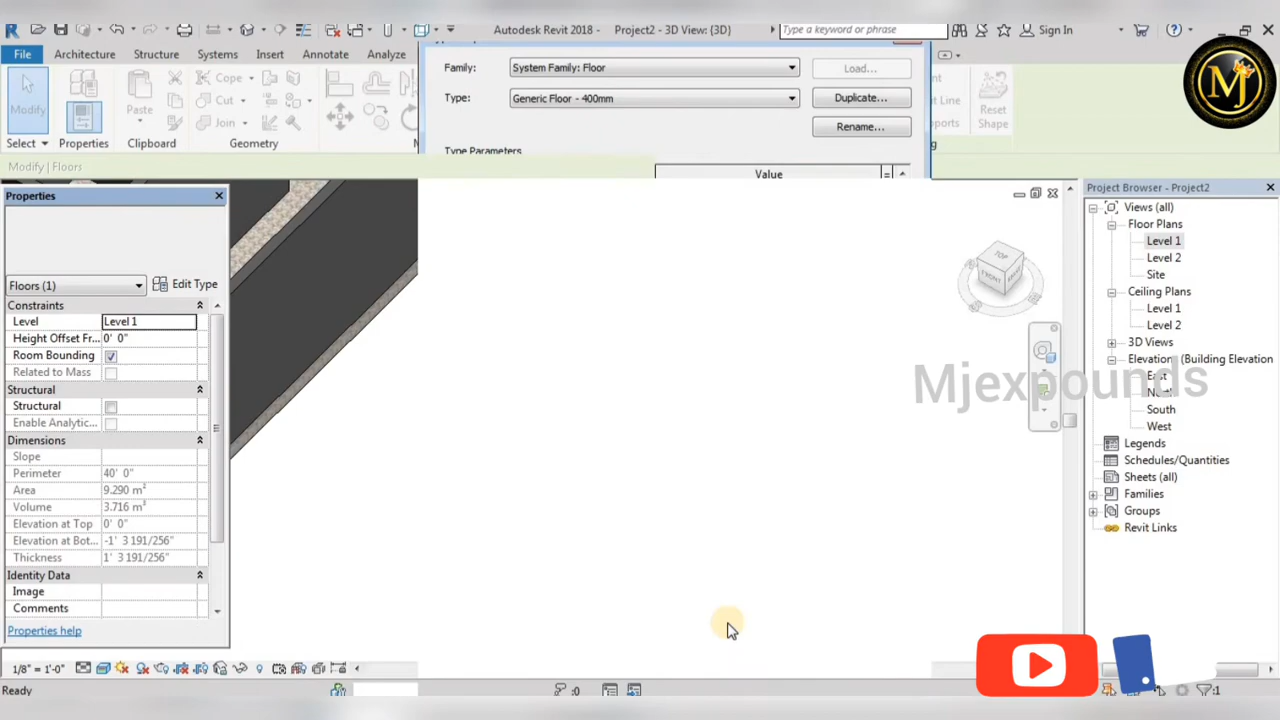 Autodesk Revit 2018 - Project2 - 3D View: {3D}
Type a keyword or phrase
Sign In
File
Architecture
Structure
Systems
Insert
Annotate
Analyze
Family:
System Family: Floor
Load...
Type:
Generic Floor - 400mm
Duplicate...
Rename...
Type Parameters
Value
Modify
Paste
Cope
Cut
Join
Reset
Shape
Select
Properties
Clipboard
Geometry
Modify | Floors
MJ
Properties
Floors (1)
Edit Type
Constraints
Level
Level 1
Height Offset Fr...
0' 0"
Room Bounding
Related to Mass
Structural
Structural
Enable Analytic...
Dimensions
Slope
Perimeter
40' 0"
Area
9.290 m²
Volume
3.716 m³
Elevation at Top
0' 0"
Elevation at Bot...
-1' 3 191/256"
Thickness
1' 3 191/256"
Identity Data
Image
Comments
Properties help
TOP
FRONT
Project Browser - Project2
Views (all)
Floor Plans
Level 1
Level 2
Site
Ceiling Plans
Level 1
Level 2
3D Views
Elevations (Building Elevation
East
North
South
West
Legends
Schedules/Quantities
Sheets (all)
Families
Groups
Revit Links
Mjexpounds
1/8" = 1'-0"
Ready
:0
:1